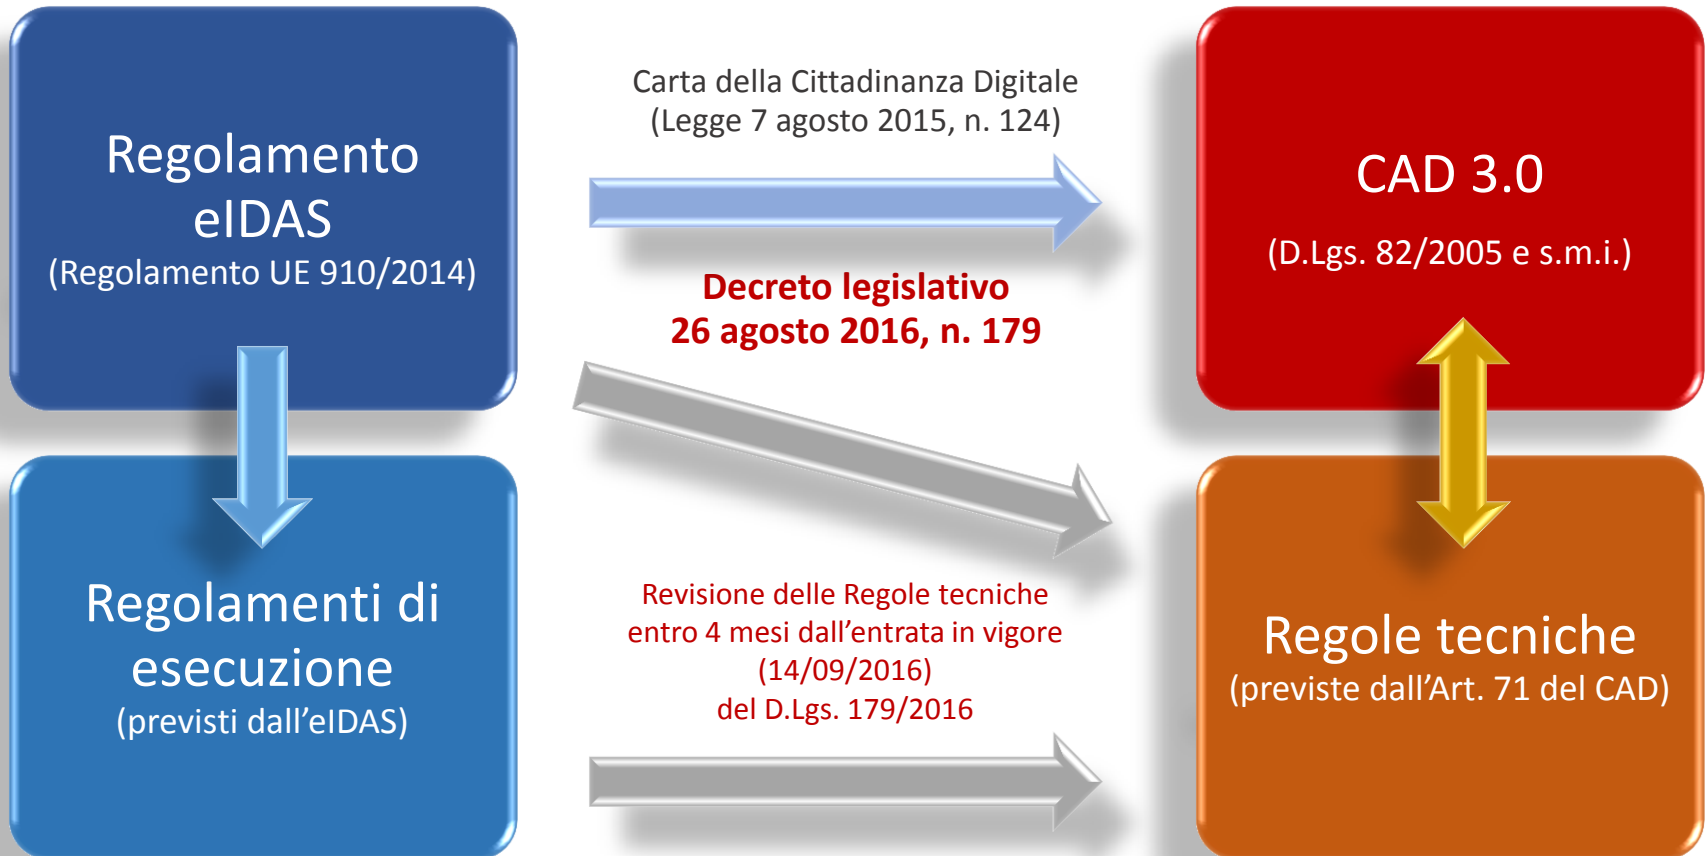 Regolamento
eIDAS
(Regolamento UE 910/2014)
Carta della Cittadinanza Digitale
(Legge 7 agosto 2015, n. 124)
Decreto legislativo
26 agosto 2016, n. 179
CAD 3.0
(D.Lgs. 82/2005 e s.m.i.)
Regolamenti di
esecuzione
(previsti dall’eIDAS)
Revisione delle Regole tecniche
entro 4 mesi dall’entrata in vigore
(14/09/2016)
del D.Lgs. 179/2016
Regole tecniche
(previste dall’Art. 71 del CAD)